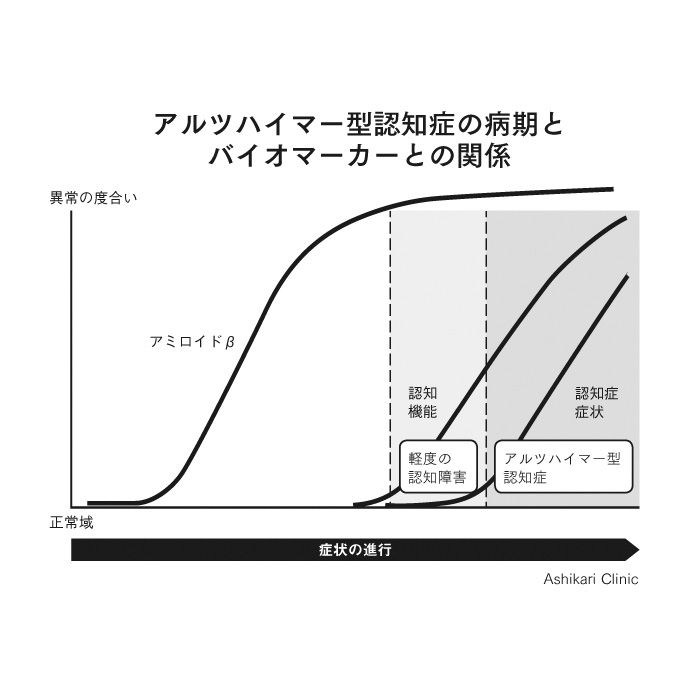 アルツハイマー型認知症の病期と
バイオマーカーとの関係
異常の度合い
アミロイドβ
認知
機能
認知症
症状
軽度の
認知障害
アルツハイマー型
認知症
正常域
症状の進行
Ashikari Clinic